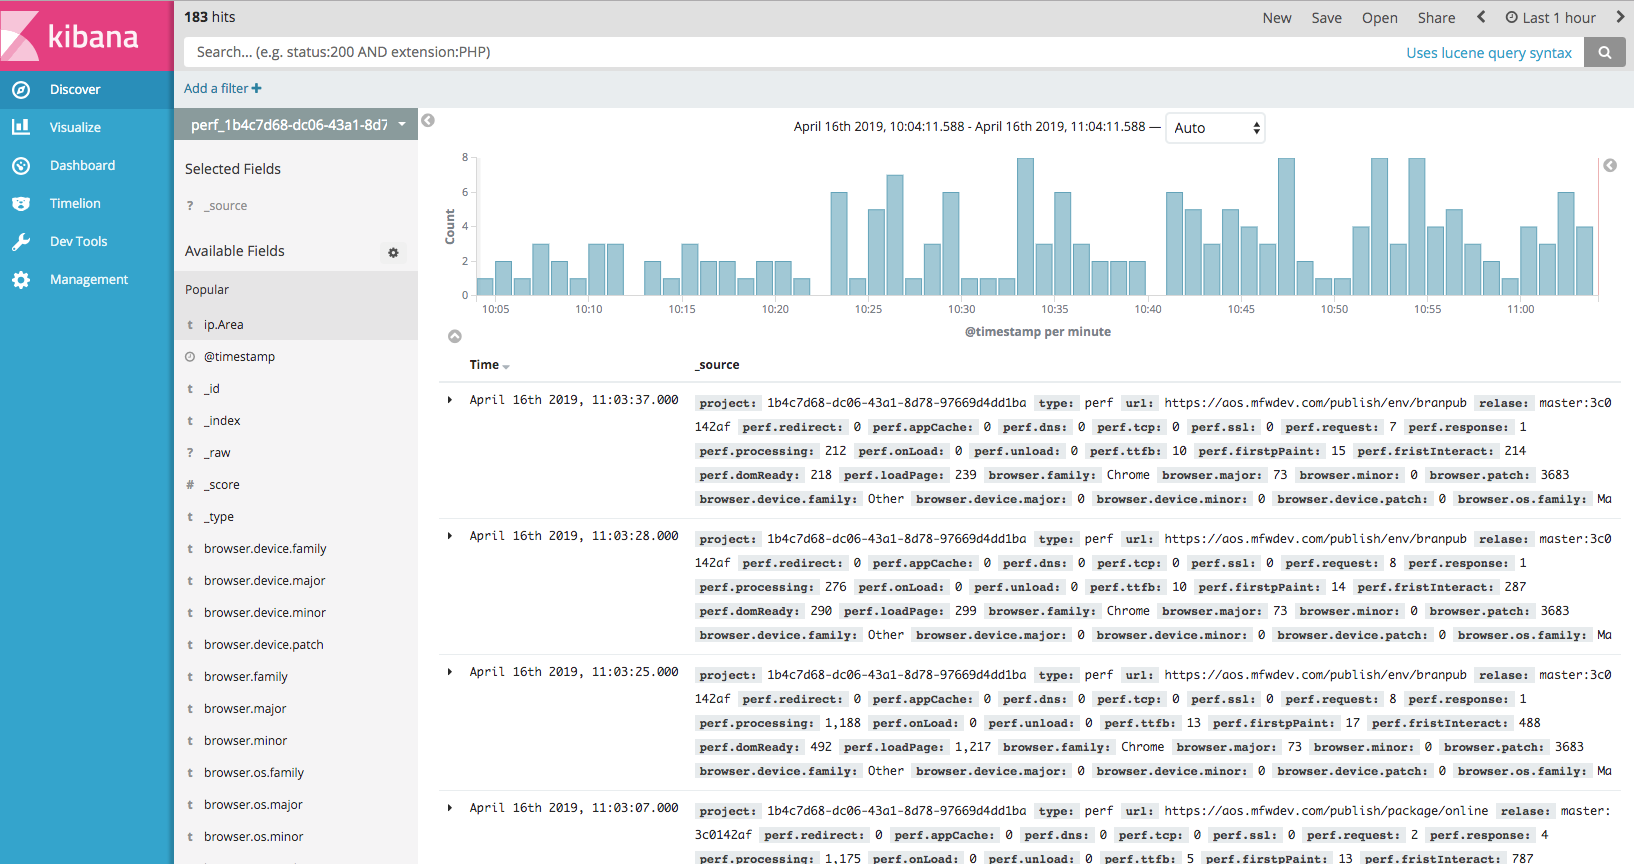 kibana
Discover
Visualize
Dashboard
Timelion
Dev Tools
Management
183 hits
New Save Open Share Last 1 hour
Search... (e.g. status:200 AND extension:PHP) Uses lucene query syntax
Add a filter +
perf_1b4c7d68-dc06-43a1-8d7
Selected Fields
? _source
Available Fields
Popular
t ip.Area
@timestamp
t _id
t _index
? _raw
# _score
t _type
t browser.device.family
t browser.device.major
t browser.device.minor
t browser.device.patch
t browser.family
t browser.major
t browser.minor
t browser.os.family
t browser.os.major
t browser.os.minor
April 16th 2019, 10:04:11.588 - April 16th 2019, 11:04:11.588 — Auto
Count
8
6
4
2
0
10:05 10:10 10:15 10:20 10:25 10:30 10:35 10:40 10:45 10:50 10:55 11:00
@timestamp per minute
Time _source
April 16th 2019, 11:03:37.000 project: 1b4c7d68-dc06-43a1-8d78-97669d4dd1ba type: perf url: https://aos.mfwdev.com/publish/env/branpub relase: master:3c0
142af perf.redirect: 0 perf.appCache: 0 perf.dns: 0 perf.tcp: 0 perf.ssl: 0 perf.request: 7 perf.response: 1
perf.processing: 212 perf.onLoad: 0 perf.unload: 0 perf.ttfb: 10 perf.firstpPaint: 15 perf.fristInteract: 214
perf.domReady: 218 perf.loadPage: 239 browser.family: Chrome browser.major: 73 browser.minor: 0 browser.patch: 3683
browser.device.family: Other browser.device.major: 0 browser.device.minor: 0 browser.device.patch: 0 browser.os.family: Ma
April 16th 2019, 11:03:28.000 project: 1b4c7d68-dc06-43a1-8d78-97669d4dd1ba type: perf url: https://aos.mfwdev.com/publish/env/branpub relase: master:3c0
142af perf.redirect: 0 perf.appCache: 0 perf.dns: 0 perf.tcp: 0 perf.ssl: 0 perf.request: 8 perf.response: 1
perf.processing: 276 perf.onLoad: 0 perf.unload: 0 perf.ttfb: 10 perf.firstpPaint: 14 perf.fristInteract: 287
perf.domReady: 290 perf.loadPage: 299 browser.family: Chrome browser.major: 73 browser.minor: 0 browser.patch: 3683
browser.device.family: Other browser.device.major: 0 browser.device.minor: 0 browser.device.patch: 0 browser.os.family: Ma
April 16th 2019, 11:03:25.000 project: 1b4c7d68-dc06-43a1-8d78-97669d4dd1ba type: perf url: https://aos.mfwdev.com/publish/env/branpub relase: master:3c0
142af perf.redirect: 0 perf.appCache: 0 perf.dns: 0 perf.tcp: 0 perf.ssl: 0 perf.request: 8 perf.response: 1
perf.processing: 1,188 perf.onLoad: 0 perf.unload: 0 perf.ttfb: 13 perf.firstpPaint: 17 perf.fristInteract: 488
perf.domReady: 492 perf.loadPage: 1,217 browser.family: Chrome browser.major: 73 browser.minor: 0 browser.patch: 3683
browser.device.family: Other browser.device.major: 0 browser.device.minor: 0 browser.device.patch: 0 browser.os.family: Ma
April 16th 2019, 11:03:07.000 project: 1b4c7d68-dc06-43a1-8d78-97669d4dd1ba type: perf url: https://aos.mfwdev.com/publish/package/online relase: master:
3c0142af perf.redirect: 0 perf.appCache: 0 perf.dns: 0 perf.tcp: 0 perf.ssl: 0 perf.request: 2 perf.response: 4
perf.processing: 1,175 perf.onLoad: 0 perf.unload: 0 perf.ttfb: 5 perf.firstpPaint: 13 perf.fristInteract: 787